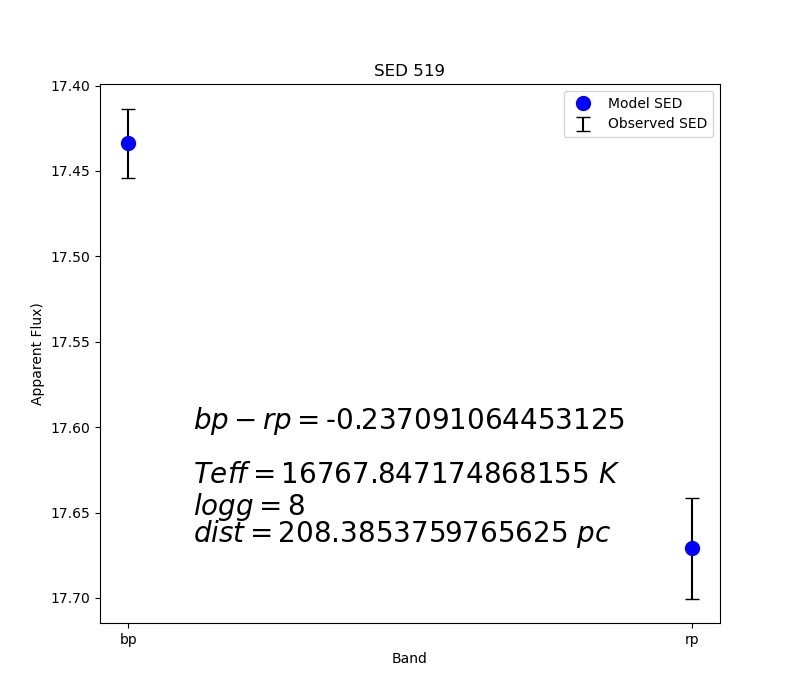 SED 519
17.40
17.45
17.50
17.55
17.60
17.65
17.70
Apparent Flux)
Model SED
Observed SED
bp − rp = -0.237091064453125
Teff = 16767.847174868155 K
logg = 8
dist = 208.3853759765625 pc
bp
rp
Band